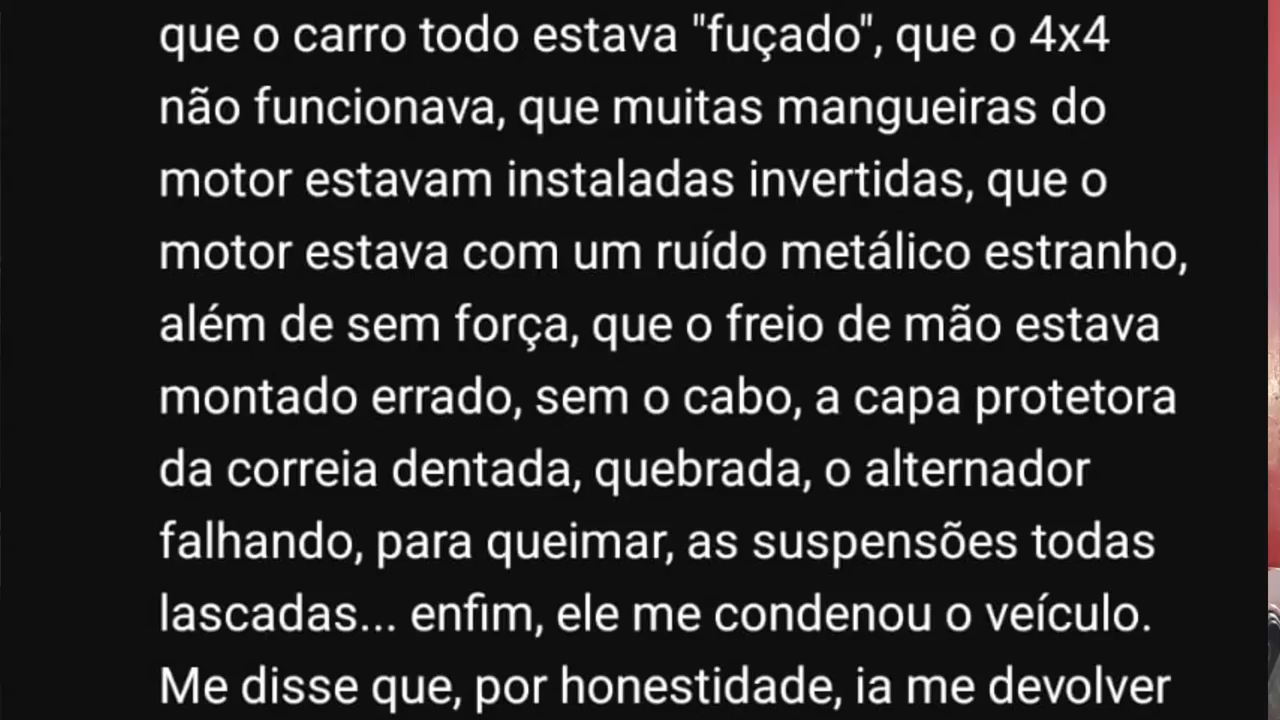 que o carro todo estava "fuçado", que o 4x4
não funcionava, que muitas mangueiras do
motor estavam instaladas invertidas, que o
motor estava com um ruído metálico estranho,
além de sem força, que o freio de mão estava
montado errado, sem o cabo, a capa protetora
da correia dentada, quebrada, o alternador
falhando, para queimar, as suspensões todas
lascadas... enfim, ele me condenou o veículo.
Me disse que, por honestidade, ia me devolver